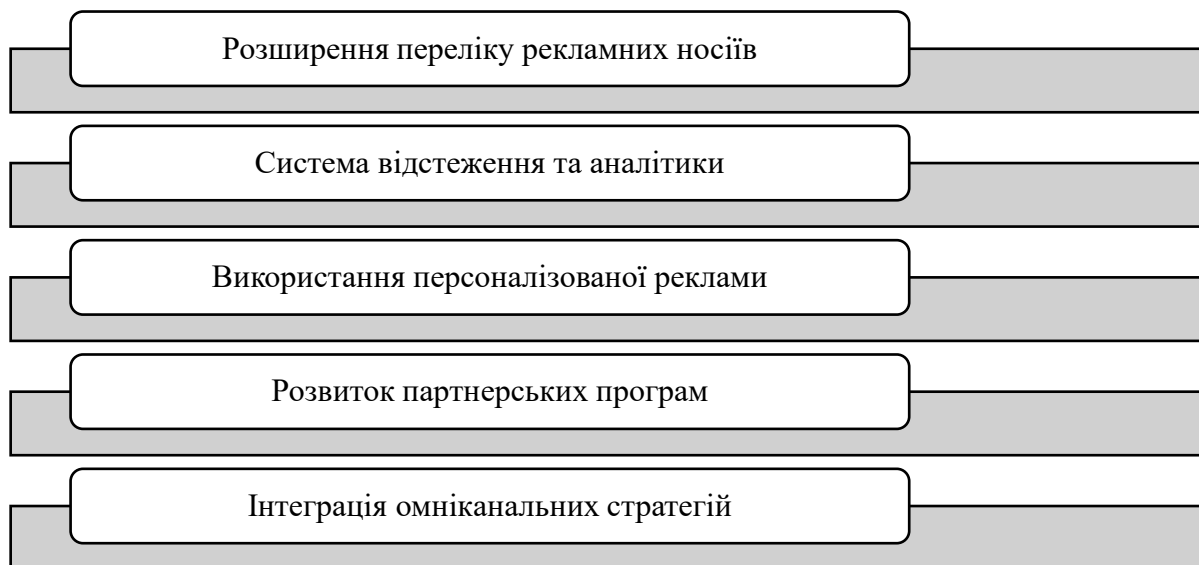 Розширення переліку рекламних носіїв
Система відстеження та аналітики
Використання персоналізованої реклами
Розвиток партнерських програм
Інтеграція омніканальних стратегій